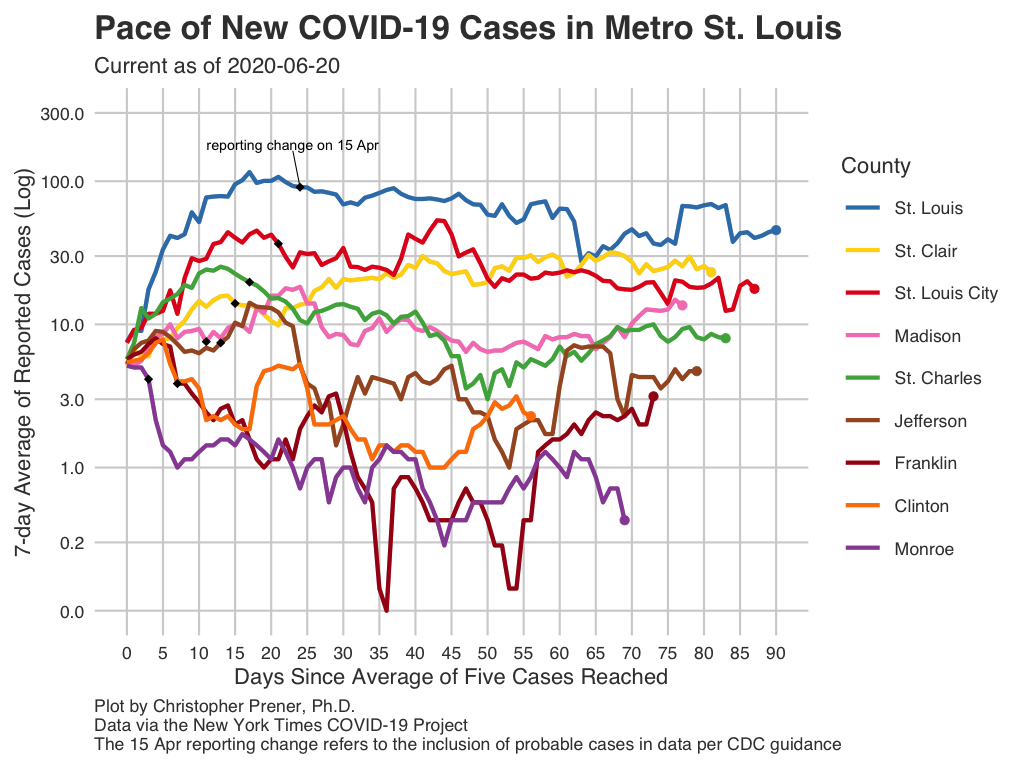 Pace of New COVID-19 Cases in Metro St. Louis
Current as of 2020-06-20
7-day Average of Reported Cases (Log)
300.0
100.0
30.0
10.0
3.0
1.0
0.2
0.0
reporting change on 15 Apr
0 5 10 15 20 25 30 35 40 45 50 55 60 65 70 75 80 85 90
Days Since Average of Five Cases Reached
County
St. Louis
St. Clair
St. Louis City
Madison
St. Charles
Jefferson
Franklin
Clinton
Monroe
Plot by Christopher Prener, Ph.D.
Data via the New York Times COVID-19 Project
The 15 Apr reporting change refers to the inclusion of probable cases in data per CDC guidance